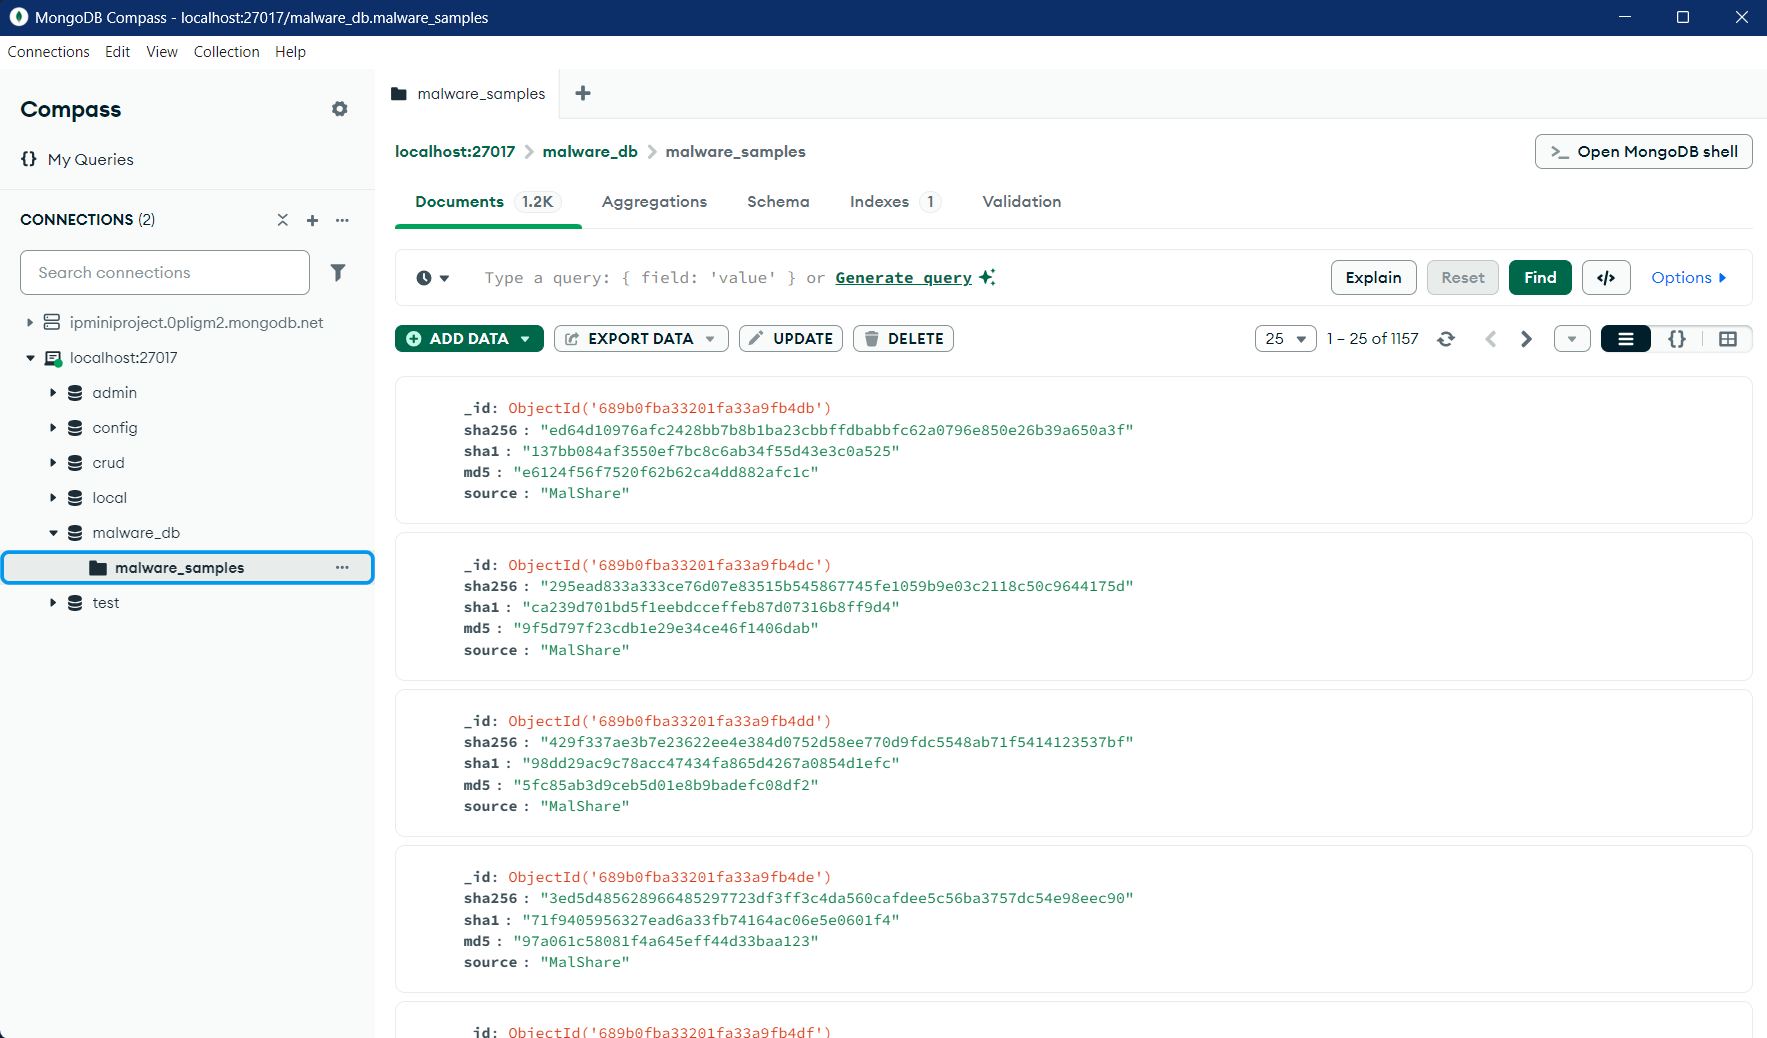 MongoDB Compass - localhost:27017/malware_db.malware_samples
Connections Edit View Collection Help
Compass
{} My Queries
CONNECTIONS (2)
Search connections
ipminiproject.0pligm2.mongodb.net
localhost:27017
admin
config
crud
local
malware_db
malware_samples
test
malware_samples
localhost:27017 > malware_db > malware_samples
>_ Open MongoDB shell
Documents 1.2K Aggregations Schema Indexes 1 Validation
Type a query: { field: 'value' } or Generate query
Explain Reset Find </> Options
ADD DATA EXPORT DATA UPDATE DELETE
25 1 – 25 of 1157 {}
_id: ObjectId('689b0fba33201fa33a9fb4db')
sha256 : "ed64d10976afc2428bb7b8b1ba23cbbffdbabbfc62a0796e850e26b39a650a3f"
sha1 : "137bb084af3550ef7bc8c6ab34f55d43e3c0a525"
md5 : "e6124f56f7520f62b62ca4dd882afc1c"
source : "MalShare"
_id: ObjectId('689b0fba33201fa33a9fb4dc')
sha256 : "295ead833a333ce76d07e83515b545867745fe1059b9e03c2118c50c9644175d"
sha1 : "ca239d701bd5f1eebdcceffeb87d07316b8ff9d4"
md5 : "9f5d797f23cdb1e29e34ce46f1406dab"
source : "MalShare"
_id: ObjectId('689b0fba33201fa33a9fb4dd')
sha256 : "429f337ae3b7e23622ee4e384d0752d58ee770d9fdc5548ab71f5414123537bf"
sha1 : "98dd29ac9c78acc47434fa865d4267a0854d1efc"
md5 : "5fc85ab3d9ceb5d01e8b9badefc08df2"
source : "MalShare"
_id: ObjectId('689b0fba33201fa33a9fb4de')
sha256 : "3ed5d485628966485297723df3ff3c4da560cafdee5c56ba3757dc54e98eec90"
sha1 : "71f9405956327ead6a33fb74164ac06e5e0601f4"
md5 : "97a061c58081f4a645eff44d33baa123"
source : "MalShare"
_id: ObjectId('689b0fba33201fa33a9fb4df')